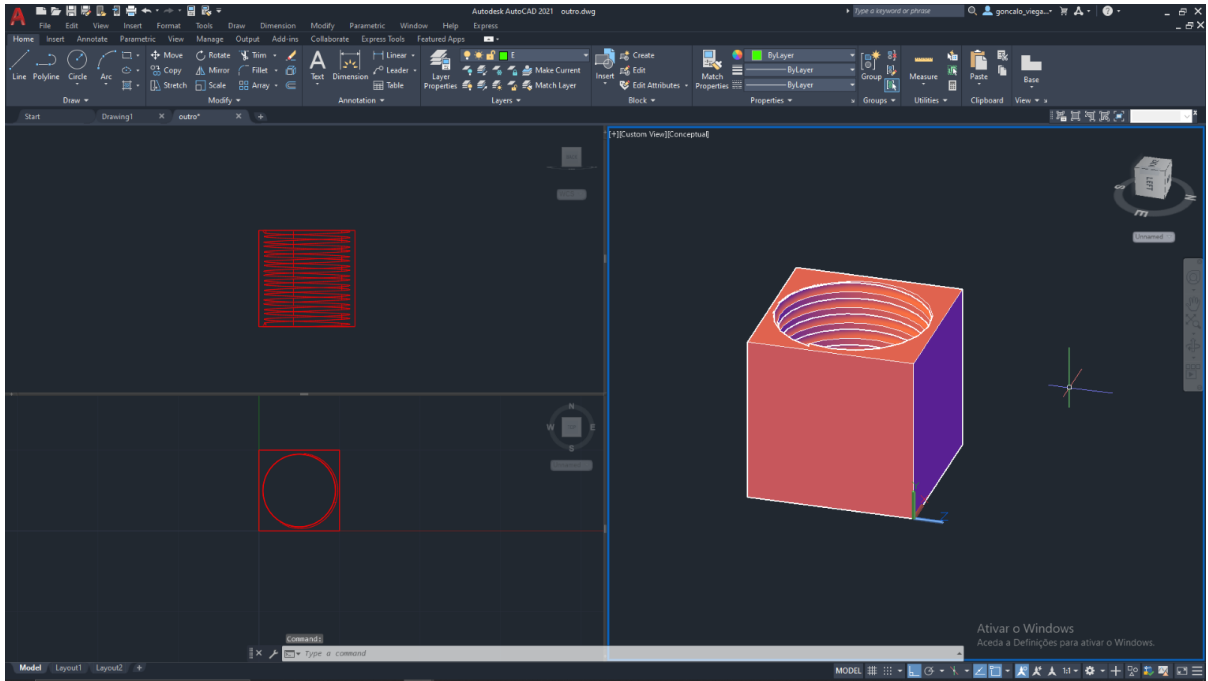 Autodesk AutoCAD 2021 outro.dwg
Type a keyword or phrase
goncalo_viega...
File Edit View Insert Format Tools Draw Dimension Modify Parametric Window Help Express
Home Insert Annotate Parametric View Manage Output Add-ins Collaborate Express Tools Featured Apps
Line Polyline Circle Arc
Move Rotate Trim
Copy Mirror Fillet
Stretch Scale Array
Text Dimension
Linear
Leader
Table
Layer Properties
E
Make Current
Match Layer
Insert
Create
Edit
Edit Attributes
Match Properties
ByLayer
ByLayer
ByLayer
Group
Measure
Paste
Base
Draw Modify Annotation Layers Block Properties Groups Utilities Clipboard View
Start Drawing1 outro*
[+][Custom View][Conceptual]
LEFT
S
E
N
Unnamed
N
W E
S
Z
Command:
Type a command
Ativar o Windows
Aceda a Definições para ativar o Windows.
Model Layout1 Layout2 +
MODEL 1:1